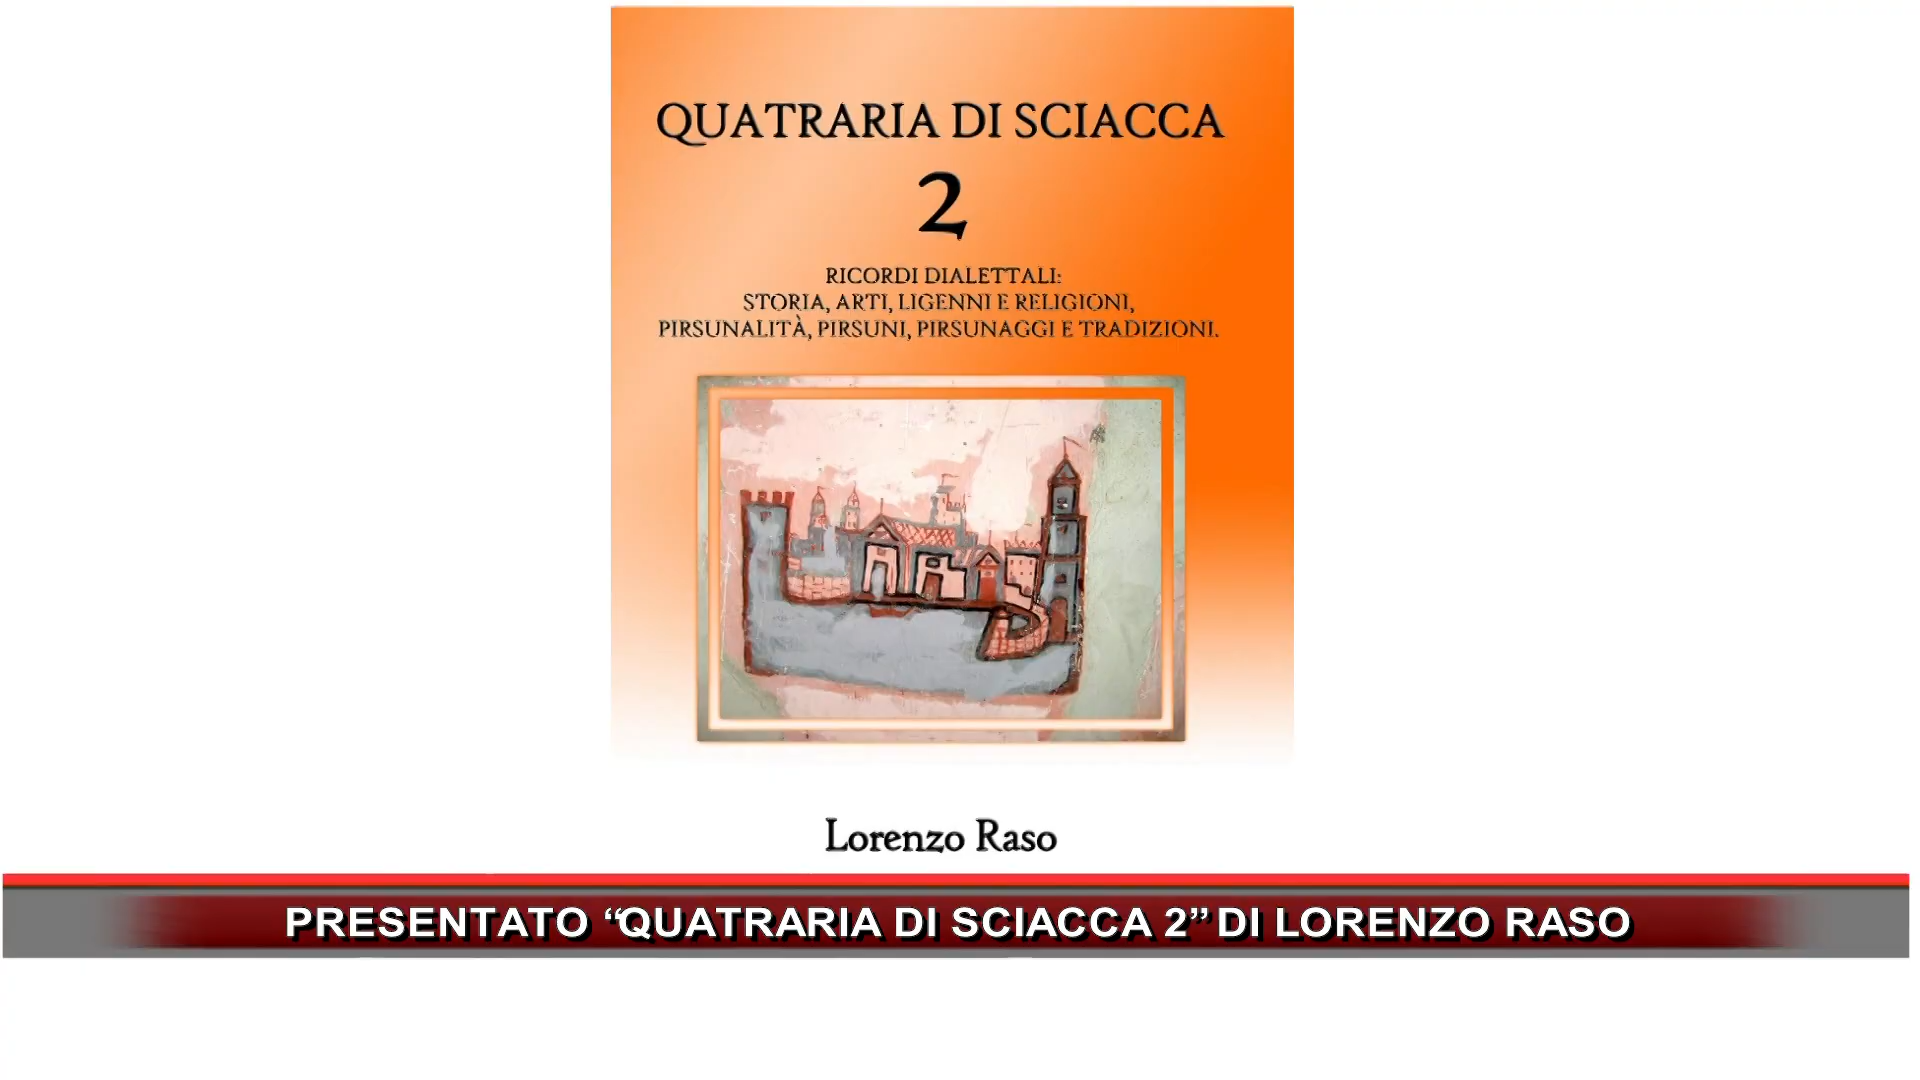 QUATRARIA DI SCIACCA
2
RICORDI DIALETTALI:
STORIA, ARTI, LIGENNI E RELIGIONI,
PIRSUNALITÀ, PIRSUNI, PIRSUNAGGI E TRADIZIONI.
Lorenzo Raso
PRESENTATO “QUATRARIA DI SCIACCA 2” DI LORENZO RASO